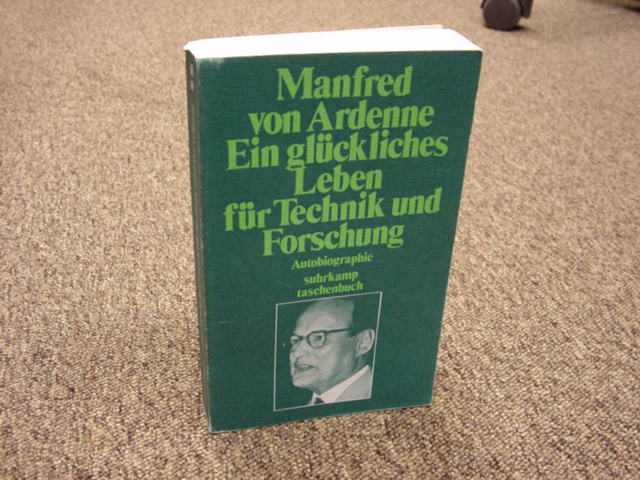 Manfred
von Ardenne
Ein glückliches
Leben
für Technik und
Forschung
Autobiographie
suhrkamp
taschenbuch